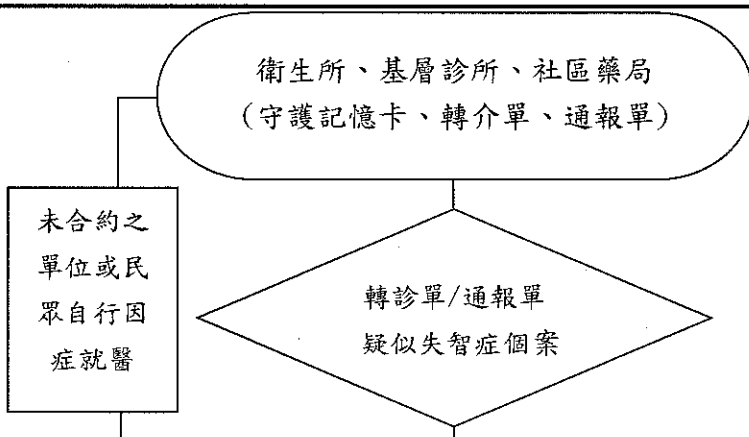 衛生所、基層診所、社區藥局
(守護記憶卡、轉介單、通報單)
未合約之
單位或民
眾自行因
症就醫
轉診單/通報單
疑似失智症個案